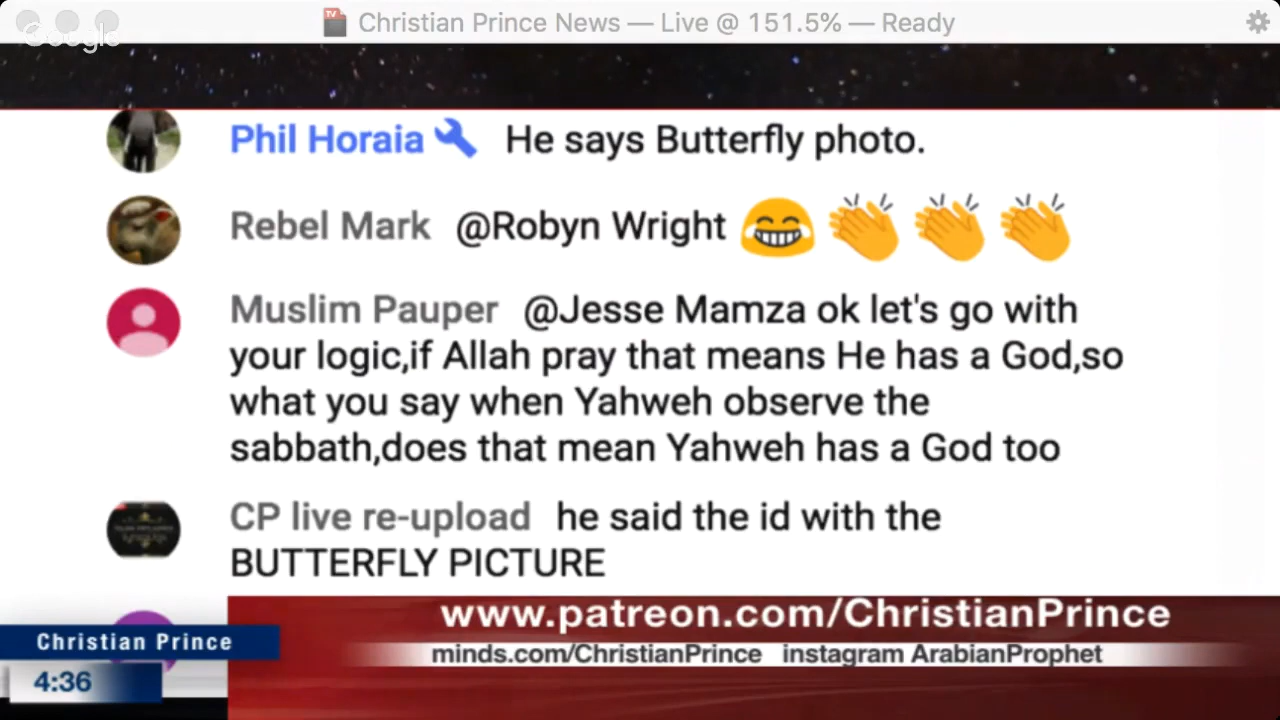 TV Christian Prince News — Live @ 151.5% — Ready
Google
Phil Horaia He says Butterfly photo.
Rebel Mark @Robyn Wright 😂 👏 👏 👏
Muslim Pauper @Jesse Mamza ok let's go with
your logic,if Allah pray that means He has a God,so
what you say when Yahweh observe the
sabbath,does that mean Yahweh has a God too
CP live re-upload he said the id with the
BUTTERFLY PICTURE
www.patreon.com/ChristianPrince
Christian Prince
minds.com/ChristianPrince instagram ArabianProphet
4:36